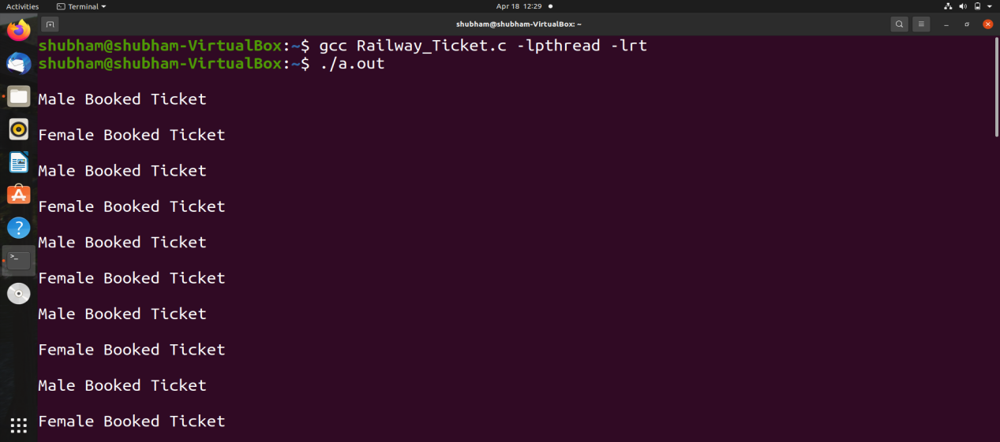 Activities
Terminal
Apr 18 12:29
shubham@shubham-VirtualBox: ~
shubham@shubham-VirtualBox:~$ gcc Railway_Ticket.c -lpthread -lrt
shubham@shubham-VirtualBox:~$ ./a.out
Male Booked Ticket
Female Booked Ticket
Male Booked Ticket
Female Booked Ticket
Male Booked Ticket
Female Booked Ticket
Male Booked Ticket
Female Booked Ticket
Male Booked Ticket
Female Booked Ticket